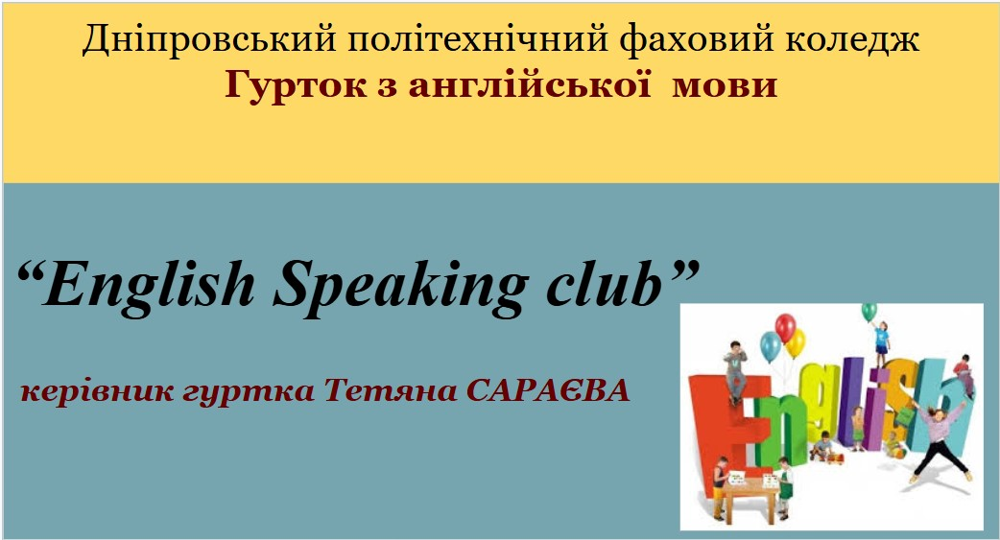 Дніпровський політехнічний фаховий коледж
Гурток з англійської мови
“English Speaking club”
керівник гуртка Тетяна САРАЄВА
English